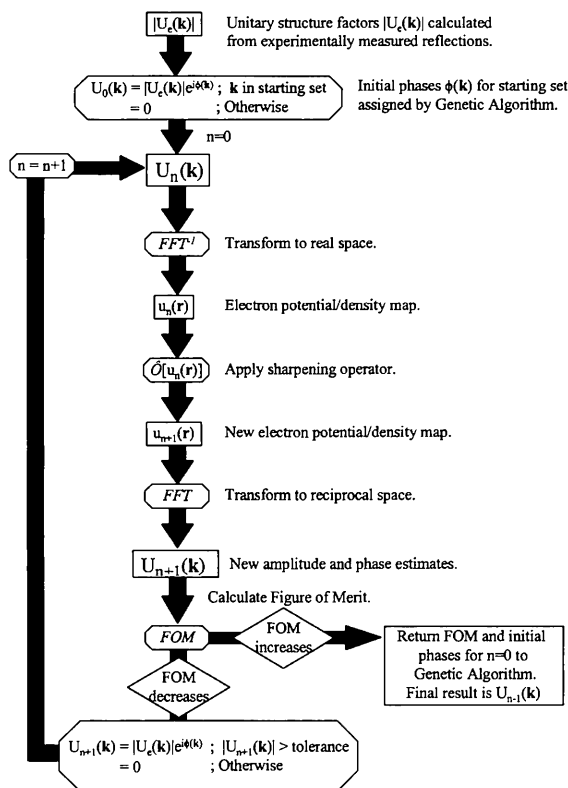 |U_e(k)|
Unitary structure factors |U_e(k)| calculated
from experimentally measured reflections.
U_0(k) = |U_e(k)|e^{iϕ(k)} ; k in starting set
= 0 ; Otherwise
Initial phases ϕ(k) for starting set
assigned by Genetic Algorithm.
n=0
n = n+1
U_n(k)
FFT^{-1}
Transform to real space.
u_n(r)
Electron potential/density map.
Ô[u_n(r)]
Apply sharpening operator.
u_{n+1}(r)
New electron potential/density map.
FFT
Transform to reciprocal space.
U_{n+1}(k)
New amplitude and phase estimates.
Calculate Figure of Merit.
FOM
FOM
increases
Return FOM and initial
phases for n=0 to
Genetic Algorithm.
Final result is U_{n-1}(k)
FOM
decreases
U_{n+1}(k) = |U_e(k)|e^{iϕ(k)} ; |U_{n+1}(k)| > tolerance
= 0 ; Otherwise